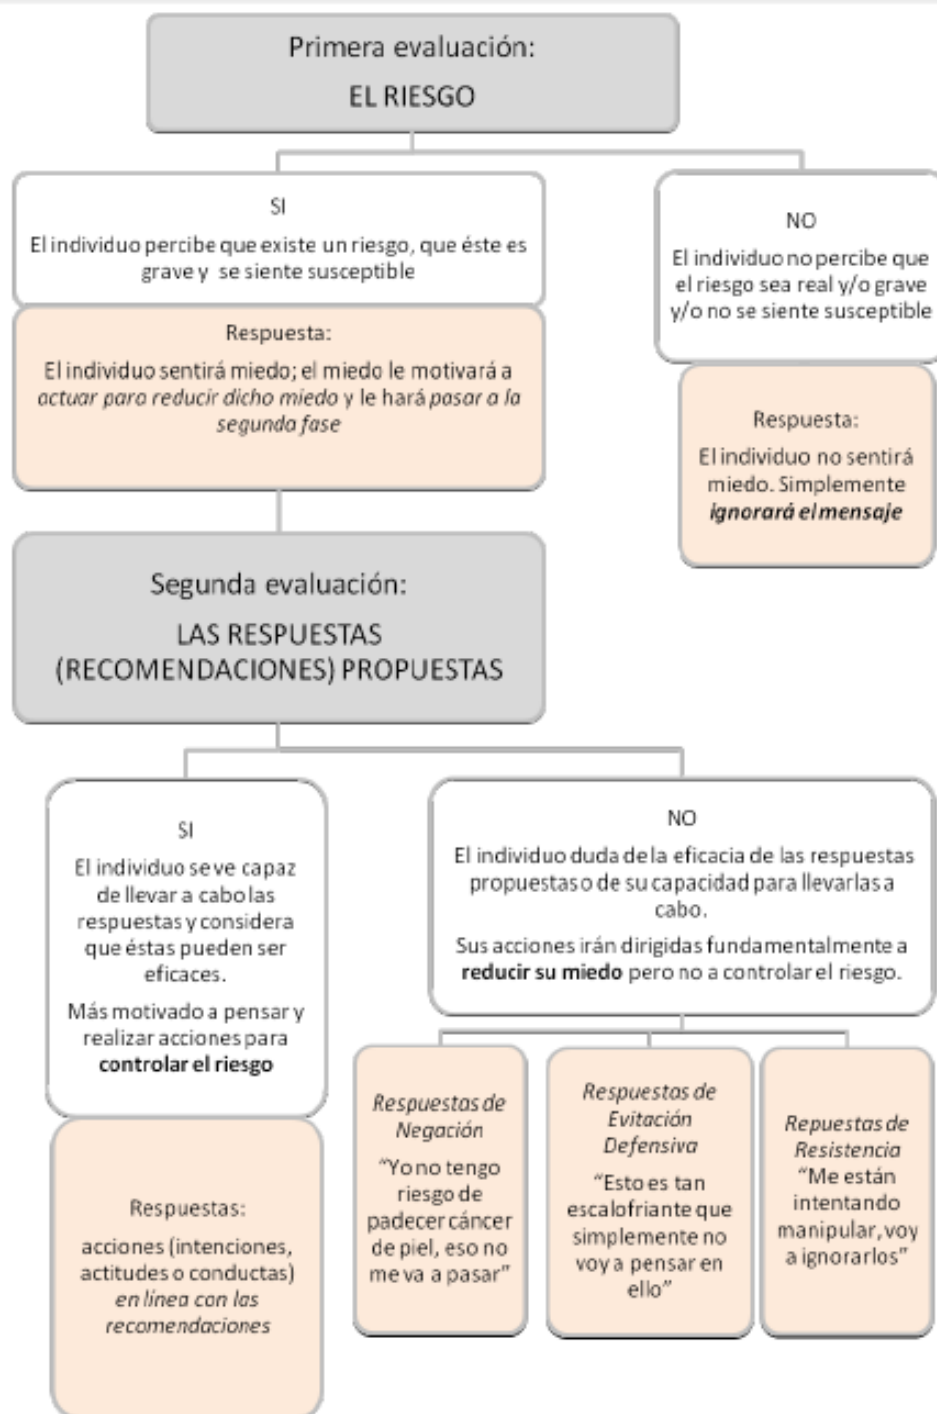 Primera evaluación:
EL RIESGO
SI
El individuo percibe que existe un riesgo, que éste es
grave y se siente susceptible
Respuesta:
El individuo sentirá miedo; el miedo le motivará a
actuar para reducir dicho miedo y le hará pasar a la
segunda fase
NO
El individuo no percibe que
el riesgo sea real y/o grave
y/o no se siente susceptible
Respuesta:
El individuo no sentirá
miedo. Simplemente
ignorará el mensaje
Segunda evaluación:
LAS RESPUESTAS
(RECOMENDACIONES) PROPUESTAS
SI
El individuo se ve capaz
de llevar a cabo las
respuestas y considera
que éstas pueden ser
eficaces.
Más motivado a pensar y
realizar acciones para
controlar el riesgo
Respuestas:
acciones (intenciones,
actitudes o conductas)
en línea con las
recomendaciones
NO
El individuo duda de la eficacia de las respuestas
propuestas o de su capacidad para llevarlas a
cabo.
Sus acciones irán dirigidas fundamentalmente a
reducir su miedo pero no a controlar el riesgo.
Respuestas de
Negación
“Yo no tengo
riesgo de
padecer cáncer
de piel, eso no
me va a pasar”
Respuestas de
Evitación
Defensiva
“Esto es tan
escalofriante que
simplemente no
voy a pensar en
ello”
Repuestas de
Resistencia
“Me están
intentando
manipular, voy
a ignorarlos”